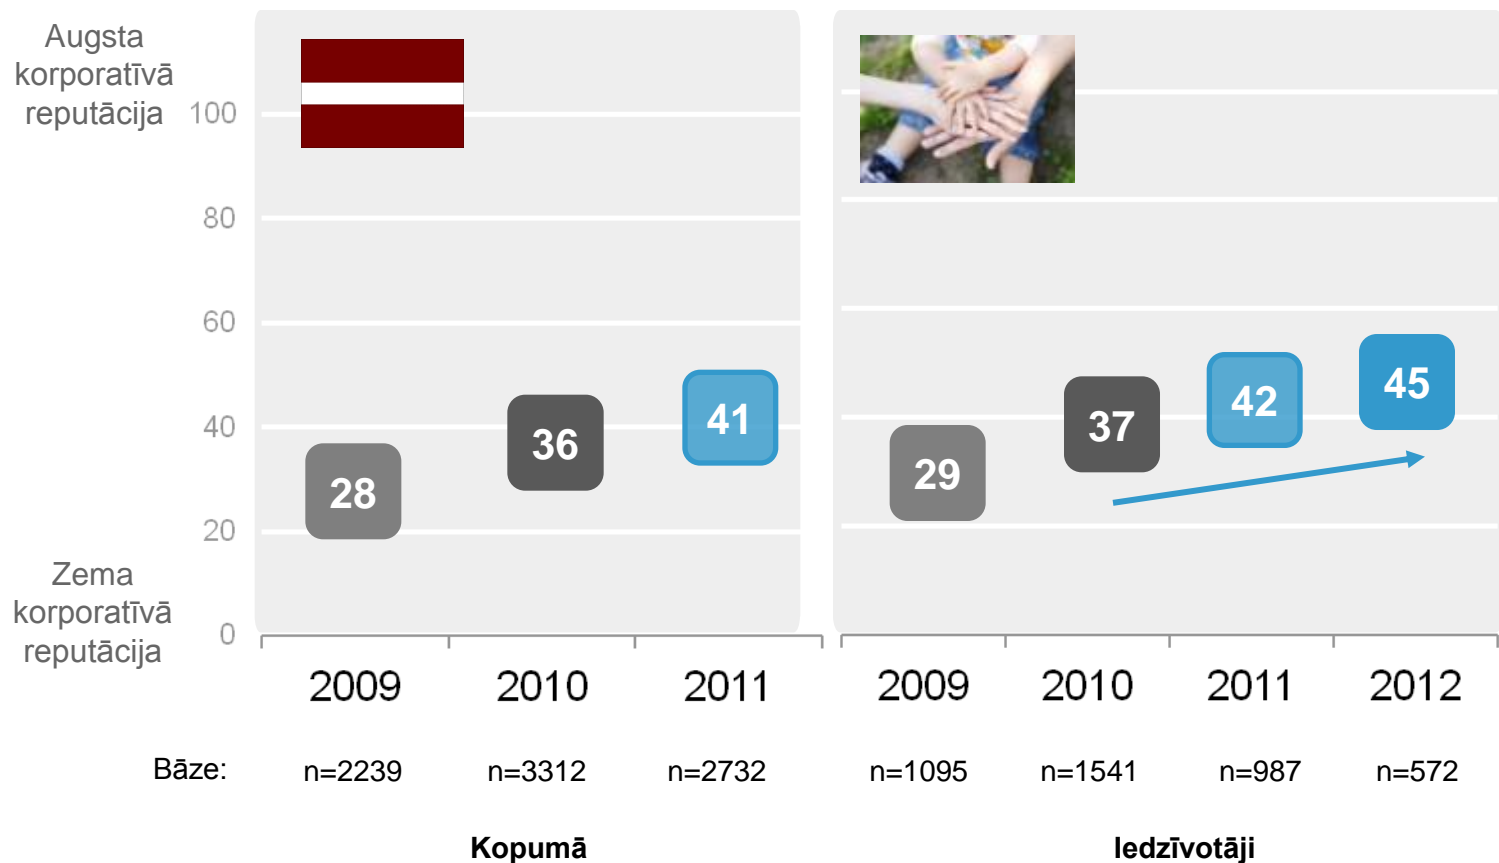 Augsta
korporatīvā
reputācija
100
80
60
40
20
0
Zema
korporatīvā
reputācija
28
36
41
29
37
42
45
2009
2010
2011
2009
2010
2011
2012
Bāze:
n=2239
n=3312
n=2732
n=1095
n=1541
n=987
n=572
Kopumā
Iedzīvotāji